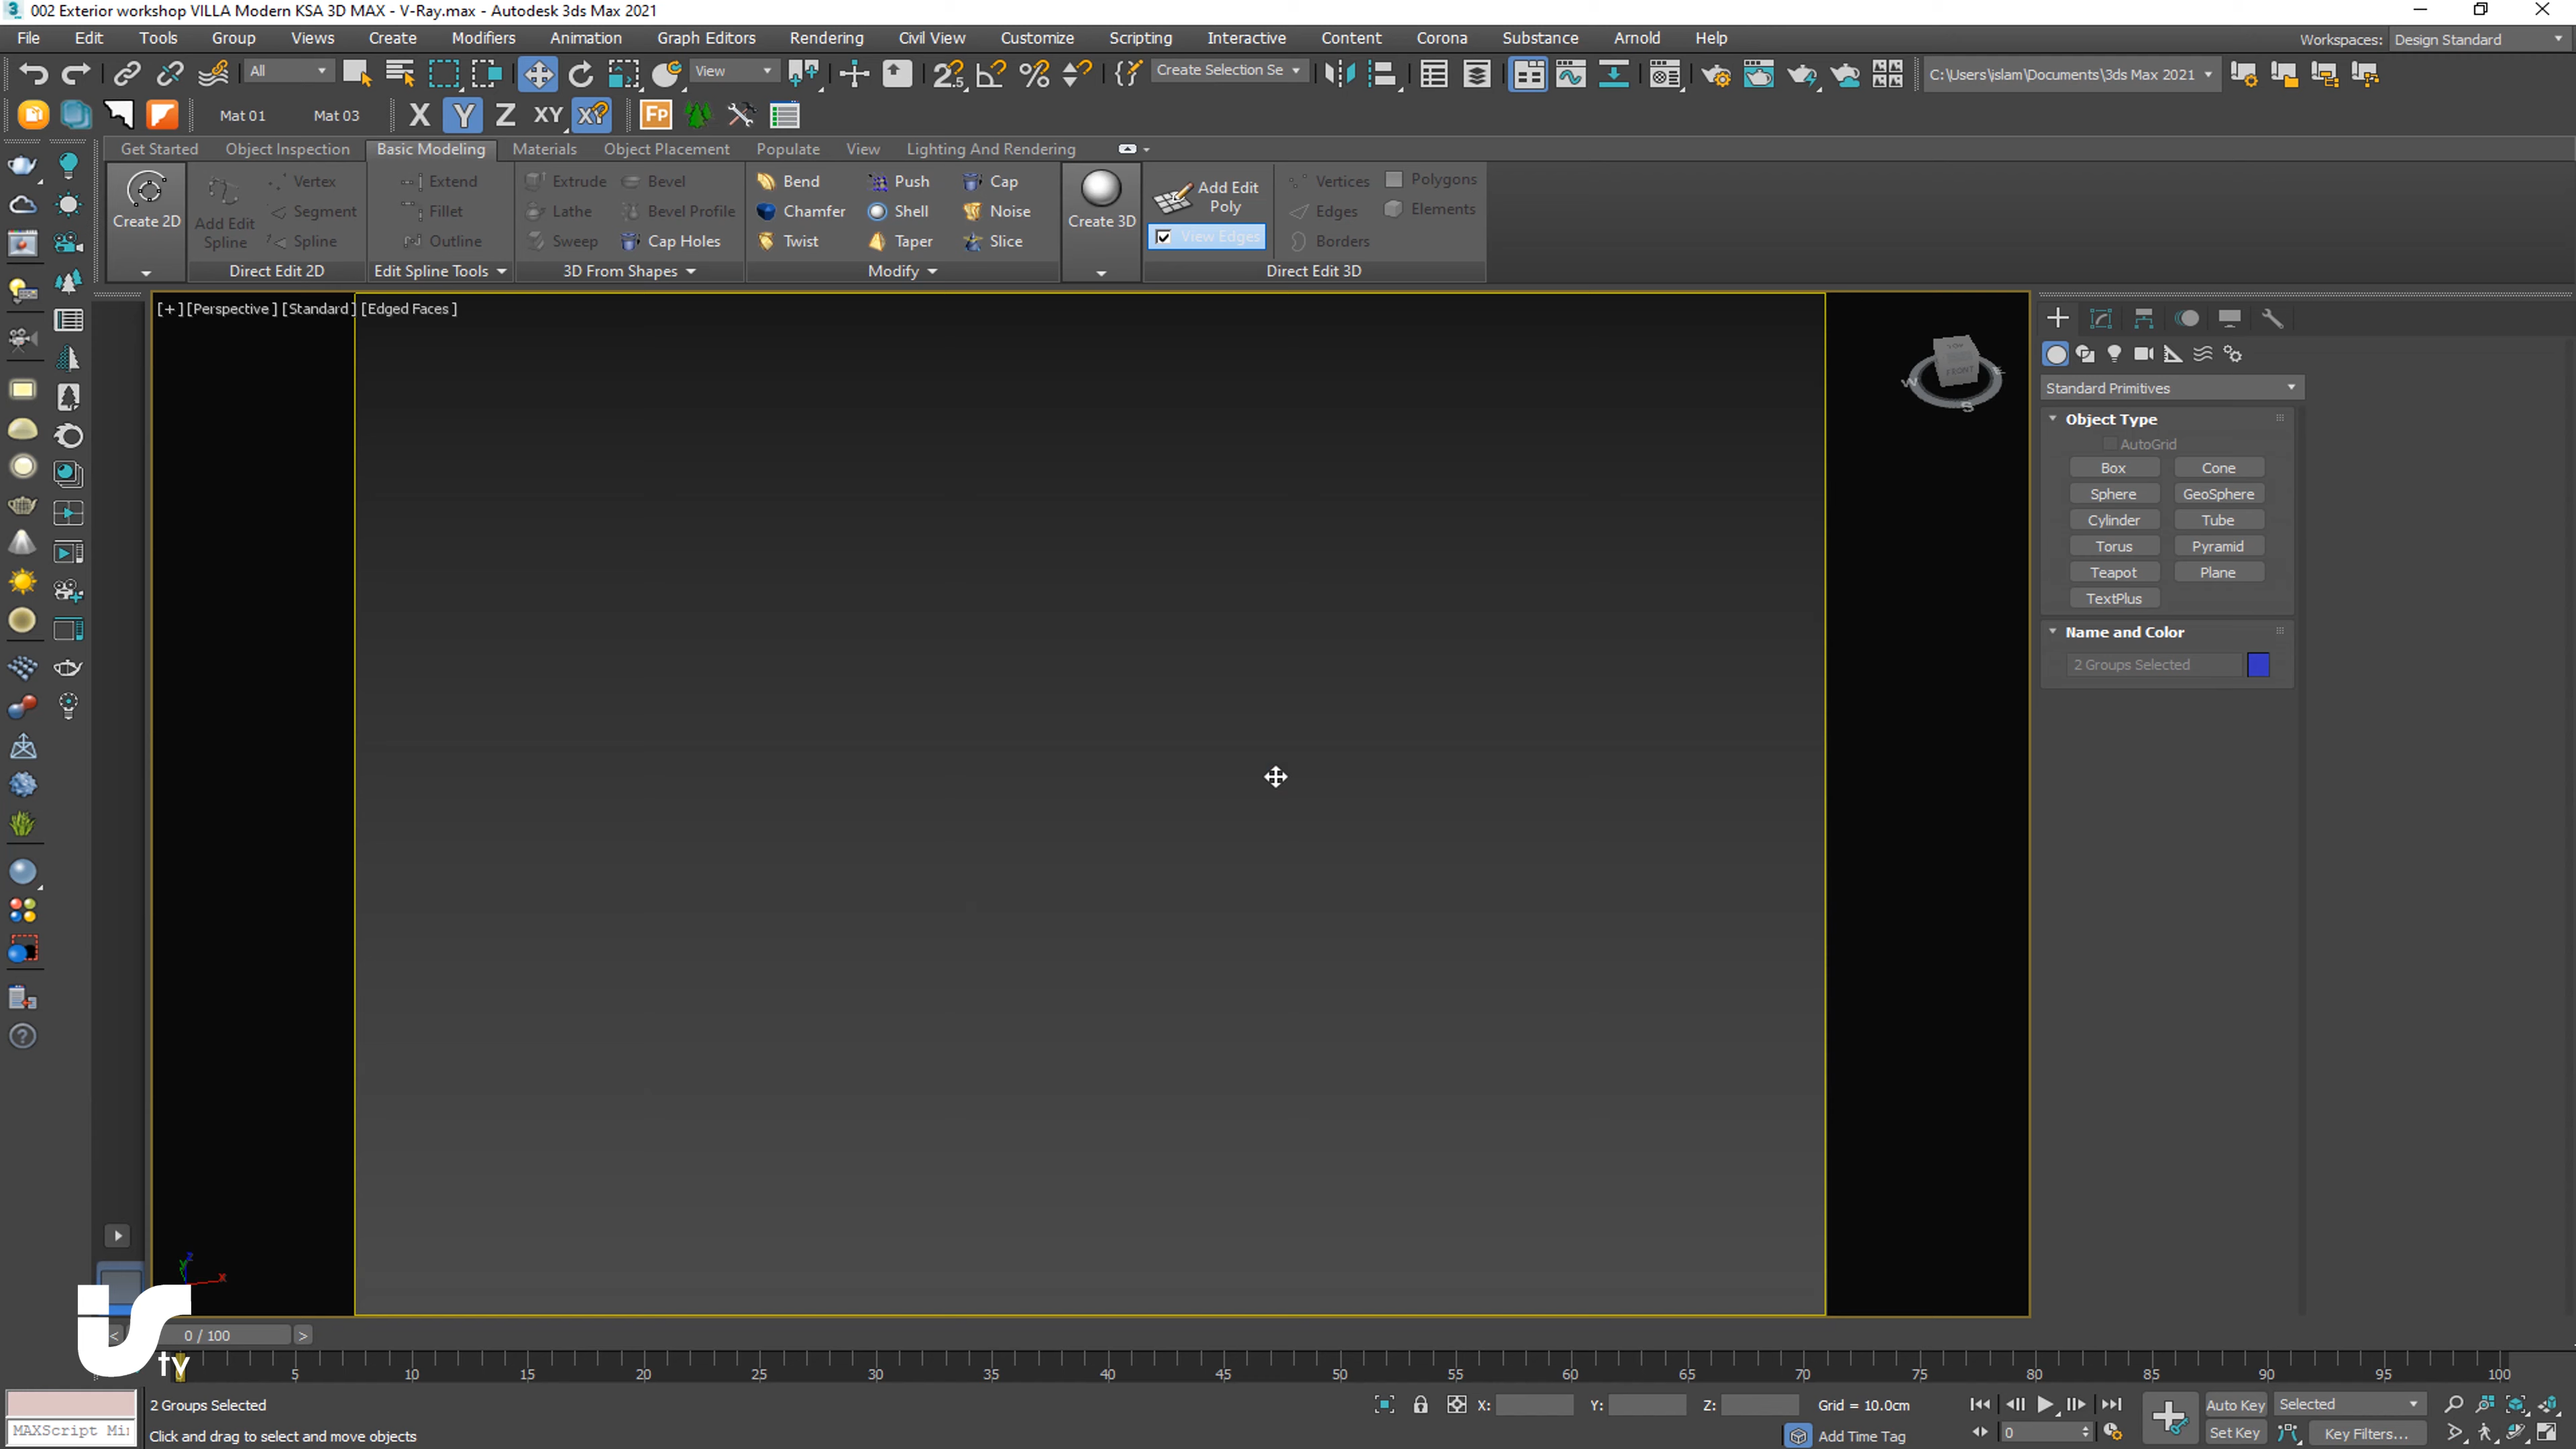 002 Exterior workshop VILLA Modern KSA 3D MAX - V-Ray.max - Autodesk 3ds Max 2021
File Edit Tools Group Views Create Modifiers Animation Graph Editors Rendering Civil View Customize Scripting Interactive Content Corona Substance Arnold Help Workspaces: Design Standard
All View Create Selection Se C:\Users\islam\Documents\3ds Max 2021
Mat 01 Mat 03 X Y Z XY X? Fp
Get Started Object Inspection Basic Modeling Materials Object Placement Populate View Lighting And Rendering
Create 2D
Add Edit Spline
Vertex
Segment
Spline
Direct Edit 2D
Extend
Fillet
Outline
Edit Spline Tools
Extrude Bevel
Lathe Bevel Profile
Sweep Cap Holes
3D From Shapes
Bend Push Cap
Chamfer Shell Noise
Twist Taper Slice
Modify
Create 3D
Add Edit Poly
View Edges
Vertices Polygons
Edges Elements
Borders
Direct Edit 3D
[+] [Perspective ] [Standard ] [Edged Faces ]
TOP
FRONT
W
S
Standard Primitives
Object Type
AutoGrid
Box Cone
Sphere GeoSphere
Cylinder Tube
Torus Pyramid
Teapot Plane
TextPlus
Name and Color
2 Groups Selected
z
y
x
tv
< 0 / 100 >
5 10 15 20 25 30 35 40 45 50 55 60 65 70 75 80 85 90 95 100
2 Groups Selected X: Y: Z: Grid = 10.0cm Auto Key Selected
MAXScript Mi
Click and drag to select and move objects Add Time Tag 0 Set Key Key Filters...